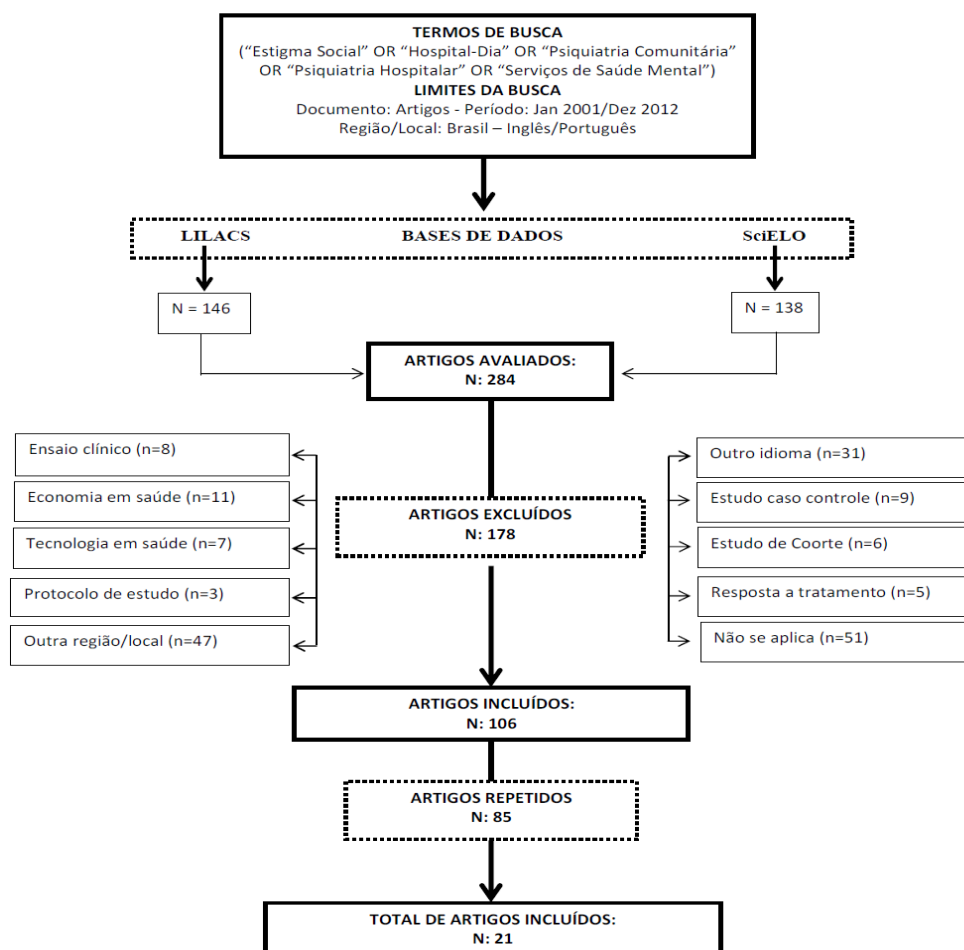 TERMOS DE BUSCA
(“Estigma Social” OR “Hospital-Dia” OR “Psiquiatria Comunitária”
OR “Psiquiatria Hospitalar” OR “Serviços de Saúde Mental”)
LIMITES DA BUSCA
Documento: Artigos - Período: Jan 2001/Dez 2012
Região/Local: Brasil – Inglês/Português
LILACS BASES DE DADOS SciELO
N = 146
N = 138
ARTIGOS AVALIADOS:
N: 284
Ensaio clínico (n=8)
Economia em saúde (n=11)
Tecnologia em saúde (n=7)
Protocolo de estudo (n=3)
Outra região/local (n=47)
ARTIGOS EXCLUÍDOS
N: 178
Outro idioma (n=31)
Estudo caso controle (n=9)
Estudo de Coorte (n=6)
Resposta a tratamento (n=5)
Não se aplica (n=51)
ARTIGOS INCLUÍDOS:
N: 106
ARTIGOS REPETIDOS
N: 85
TOTAL DE ARTIGOS INCLUÍDOS:
N: 21